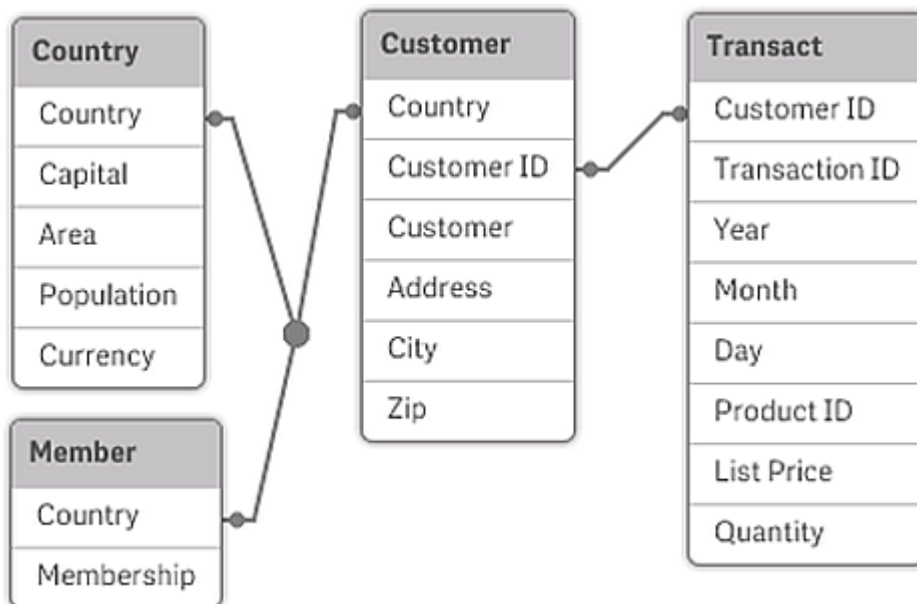 Country
Country
Capital
Area
Population
Currency
Member
Country
Membership
Customer
Country
Customer ID
Customer
Address
City
Zip
Transact
Customer ID
Transaction ID
Year
Month
Day
Product ID
List Price
Quantity